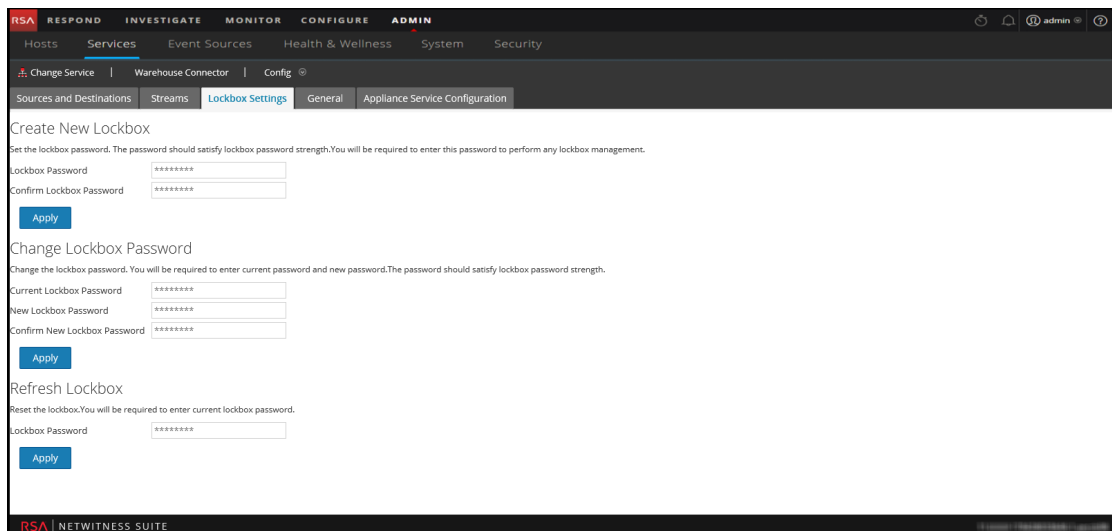 RSA RESPOND INVESTIGATE MONITOR CONFIGURE ADMIN admin ?
Hosts Services Event Sources Health & Wellness System Security
Change Service | Warehouse Connector | Config
Sources and Destinations Streams Lockbox Settings General Appliance Service Configuration
Create New Lockbox
Set the lockbox password. The password should satisfy lockbox password strength.You will be required to enter this password to perform any lockbox management.
Lockbox Password ********
Confirm Lockbox Password ********
Apply
Change Lockbox Password
Change the lockbox password. You will be required to enter current password and new password.The password should satisfy lockbox password strength.
Current Lockbox Password ********
New Lockbox Password ********
Confirm New Lockbox Password ********
Apply
Refresh Lockbox
Reset the lockbox.You will be required to enter current lockbox password.
Lockbox Password ********
Apply
RSA | NETWITNESS SUITE